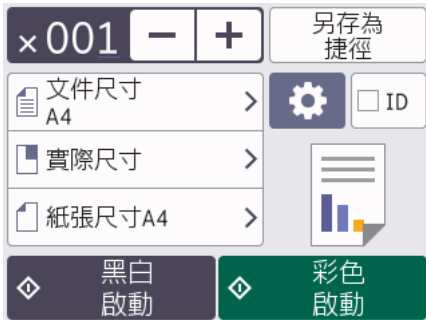 ×001 － ＋
另存為
捷徑
文件尺寸
A4
ID
實際尺寸
紙張尺寸A4
黑白
啟動
彩色
啟動